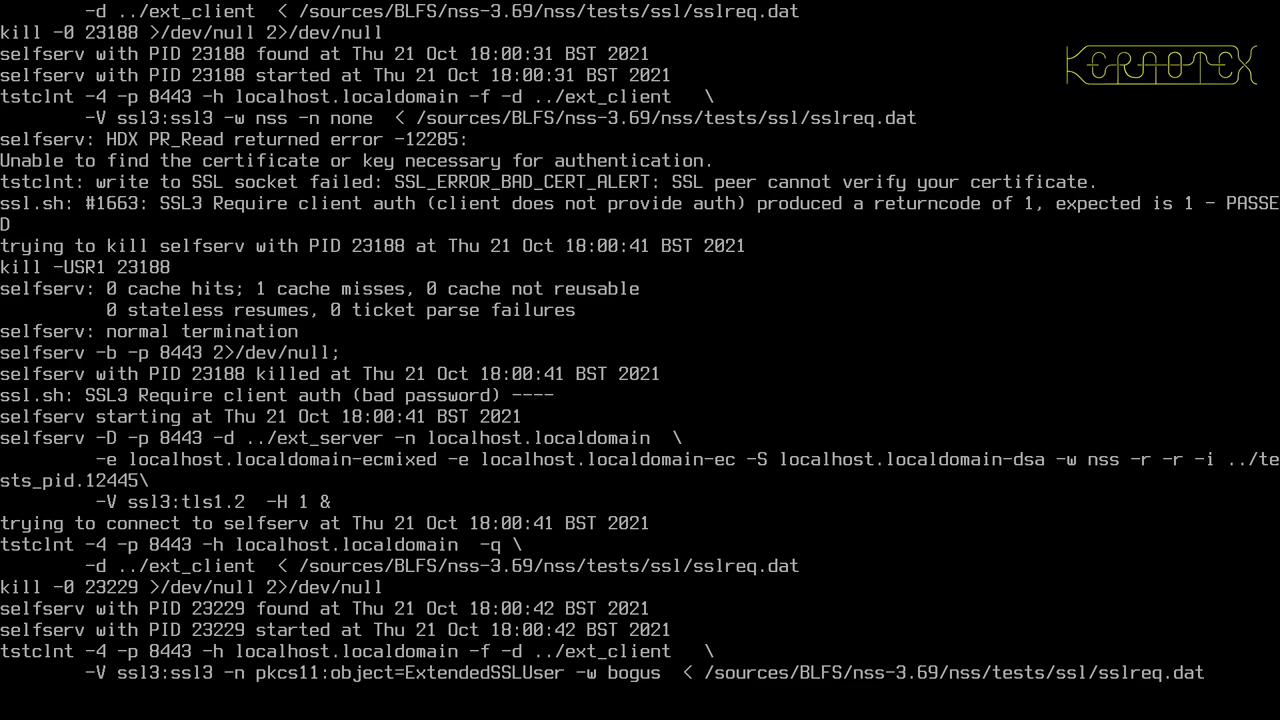 -d ../ext_client  < /sources/BLFS/nss-3.69/nss/tests/ssl/sslreq.dat
kill -0 23188 >/dev/null 2>/dev/null
selfserv with PID 23188 found at Thu 21 Oct 18:00:31 BST 2021
selfserv with PID 23188 started at Thu 21 Oct 18:00:31 BST 2021
tstclnt -4 -p 8443 -h localhost.localdomain -f -d ../ext_client   \
-V ssl3:ssl3 -w nss -n none  < /sources/BLFS/nss-3.69/nss/tests/ssl/sslreq.dat
selfserv: HDX PR_Read returned error -12285:
Unable to find the certificate or key necessary for authentication.
tstclnt: write to SSL socket failed: SSL_ERROR_BAD_CERT_ALERT: SSL peer cannot verify your certificate.
ssl.sh: #1663: SSL3 Require client auth (client does not provide auth) produced a returncode of 1, expected is 1 - PASSE
D
trying to kill selfserv with PID 23188 at Thu 21 Oct 18:00:41 BST 2021
kill -USR1 23188
selfserv: 0 cache hits; 1 cache misses, 0 cache not reusable
0 stateless resumes, 0 ticket parse failures
selfserv: normal termination
selfserv -b -p 8443 2>/dev/null;
selfserv with PID 23188 killed at Thu 21 Oct 18:00:41 BST 2021
ssl.sh: SSL3 Require client auth (bad password) ----
selfserv starting at Thu 21 Oct 18:00:41 BST 2021
selfserv -D -p 8443 -d ../ext_server -n localhost.localdomain  \
-e localhost.localdomain-ecmixed -e localhost.localdomain-ec -S localhost.localdomain-dsa -w nss -r -r -i ../te
sts_pid.12445\
-V ssl3:tls1.2  -H 1 &
trying to connect to selfserv at Thu 21 Oct 18:00:41 BST 2021
tstclnt -4 -p 8443 -h localhost.localdomain  -q \
-d ../ext_client  < /sources/BLFS/nss-3.69/nss/tests/ssl/sslreq.dat
kill -0 23229 >/dev/null 2>/dev/null
selfserv with PID 23229 found at Thu 21 Oct 18:00:42 BST 2021
selfserv with PID 23229 started at Thu 21 Oct 18:00:42 BST 2021
tstclnt -4 -p 8443 -h localhost.localdomain -f -d ../ext_client   \
-V ssl3:ssl3 -n pkcs11:object=ExtendedSSLUser -w bogus  < /sources/BLFS/nss-3.69/nss/tests/ssl/sslreq.dat